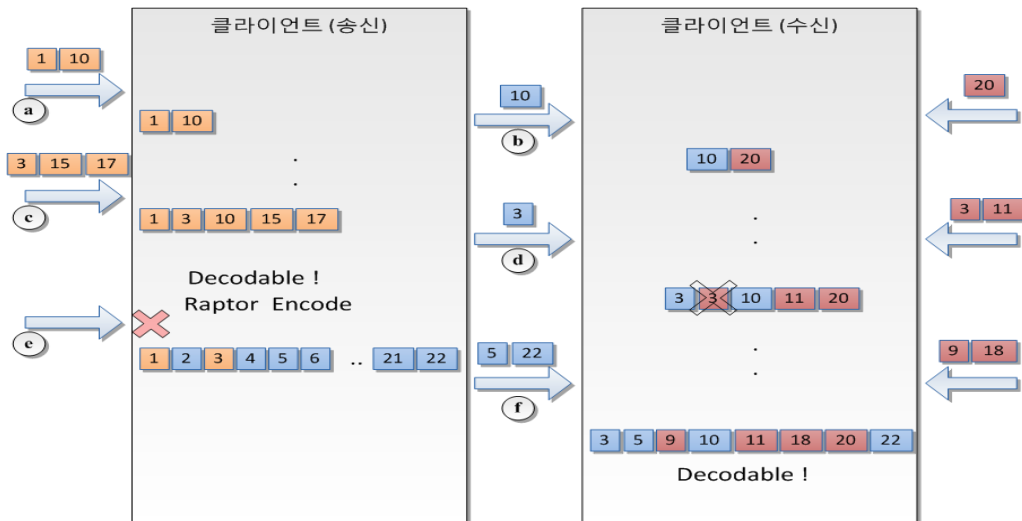 클라이언트 (송신)
클라이언트 (수신)
1 10
a
1 10
10
b
20
10 20
3 15 17
c
.
.
1 3 10 15 17
3
d
3 11
.
.
Decodable !
Raptor Encode
3 3 10 11 20
e
1 2 3 4 5 6 .. 21 22
5 22
f
9 18
.
.
3 5 9 10 11 18 20 22
Decodable !